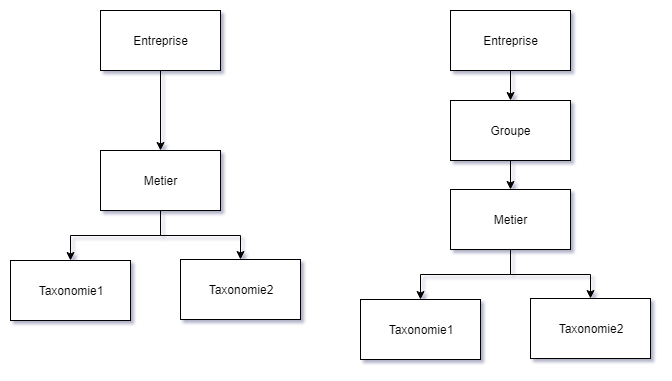 Entreprise
Metier
Taxonomie1
Taxonomie2
Entreprise
Groupe
Metier
Taxonomie1
Taxonomie2